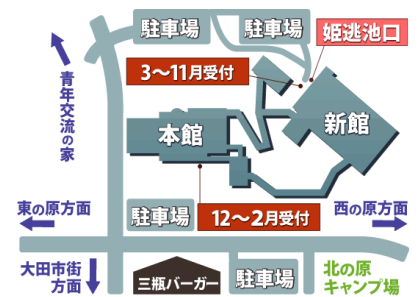 駐車場
駐車場
姫逃池口
3〜11月受付
青年交流の家
本館
新館
東の原方面
駐車場
12〜2月受付
西の原方面
大田市街
方面
三瓶バーガー
駐車場
北の原
キャンプ場